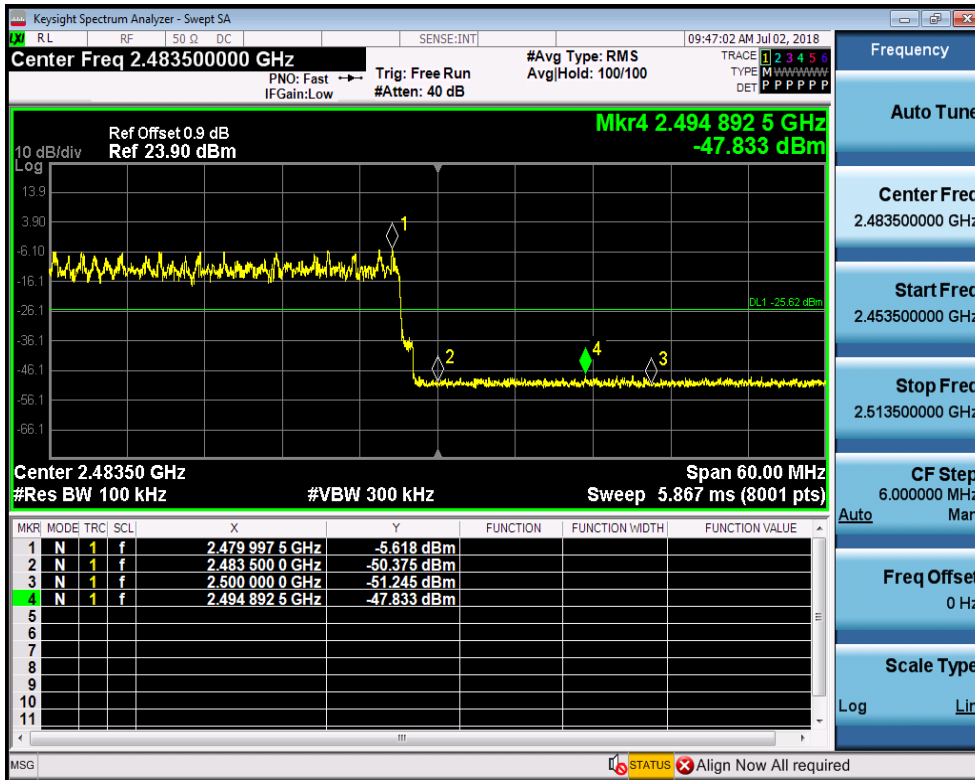 Keysight Spectrum Analyzer - Swept SA
LXI RL RF 50 Ω DC SENSE:INT 09:47:02 AM Jul 02, 2018
Center Freq 2.483500000 GHz
PNO: Fast
IFGain:Low
Trig: Free Run
#Atten: 40 dB
#Avg Type: RMS
Avg|Hold: 100/100
TRACE 1 2 3 4 5 6
TYPE M W W W W W
DET P P P P P P
Mkr4 2.494 892 5 GHz
-47.833 dBm
Ref Offset 0.9 dB
10 dB/div Ref 23.90 dBm
Log
13.9
3.90
-6.10
-16.1
-26.1
-36.1
-46.1
-56.1
-66.1
1
2
4
3
DL1 -25.62 dBm
Center 2.48350 GHz Span 60.00 MHz
#Res BW 100 kHz #VBW 300 kHz Sweep 5.867 ms (8001 pts)
MKR MODE TRC SCL X Y FUNCTION FUNCTION WIDTH FUNCTION VALUE
1 N 1 f 2.479 997 5 GHz -5.618 dBm
2 N 1 f 2.483 500 0 GHz -50.375 dBm
3 N 1 f 2.500 000 0 GHz -51.245 dBm
4 N 1 f 2.494 892 5 GHz -47.833 dBm
5
6
7
8
9
10
11
MSG STATUS Align Now All required
Frequency
Auto Tune
Center Freq
2.483500000 GHz
Start Freq
2.453500000 GHz
Stop Freq
2.513500000 GHz
CF Step
6.000000 MHz
Auto Man
Freq Offset
0 Hz
Scale Type
Log Lin